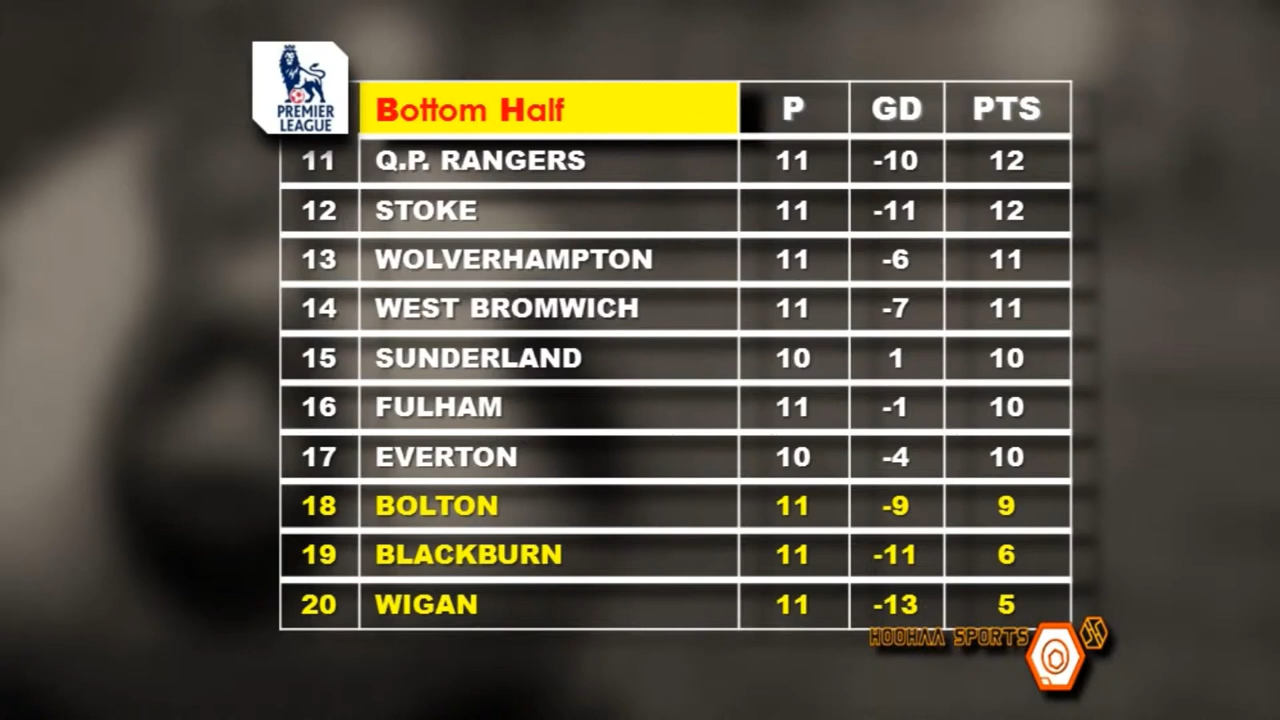 PREMIER
LEAGUE
Bottom Half P GD PTS
11 Q.P. RANGERS 11 -10 12
12 STOKE 11 -11 12
13 WOLVERHAMPTON 11 -6 11
14 WEST BROMWICH 11 -7 11
15 SUNDERLAND 10 1 10
16 FULHAM 11 -1 10
17 EVERTON 10 -4 10
18 BOLTON 11 -9 9
19 BLACKBURN 11 -11 6
20 WIGAN 11 -13 5
HOOHAA SPORTS